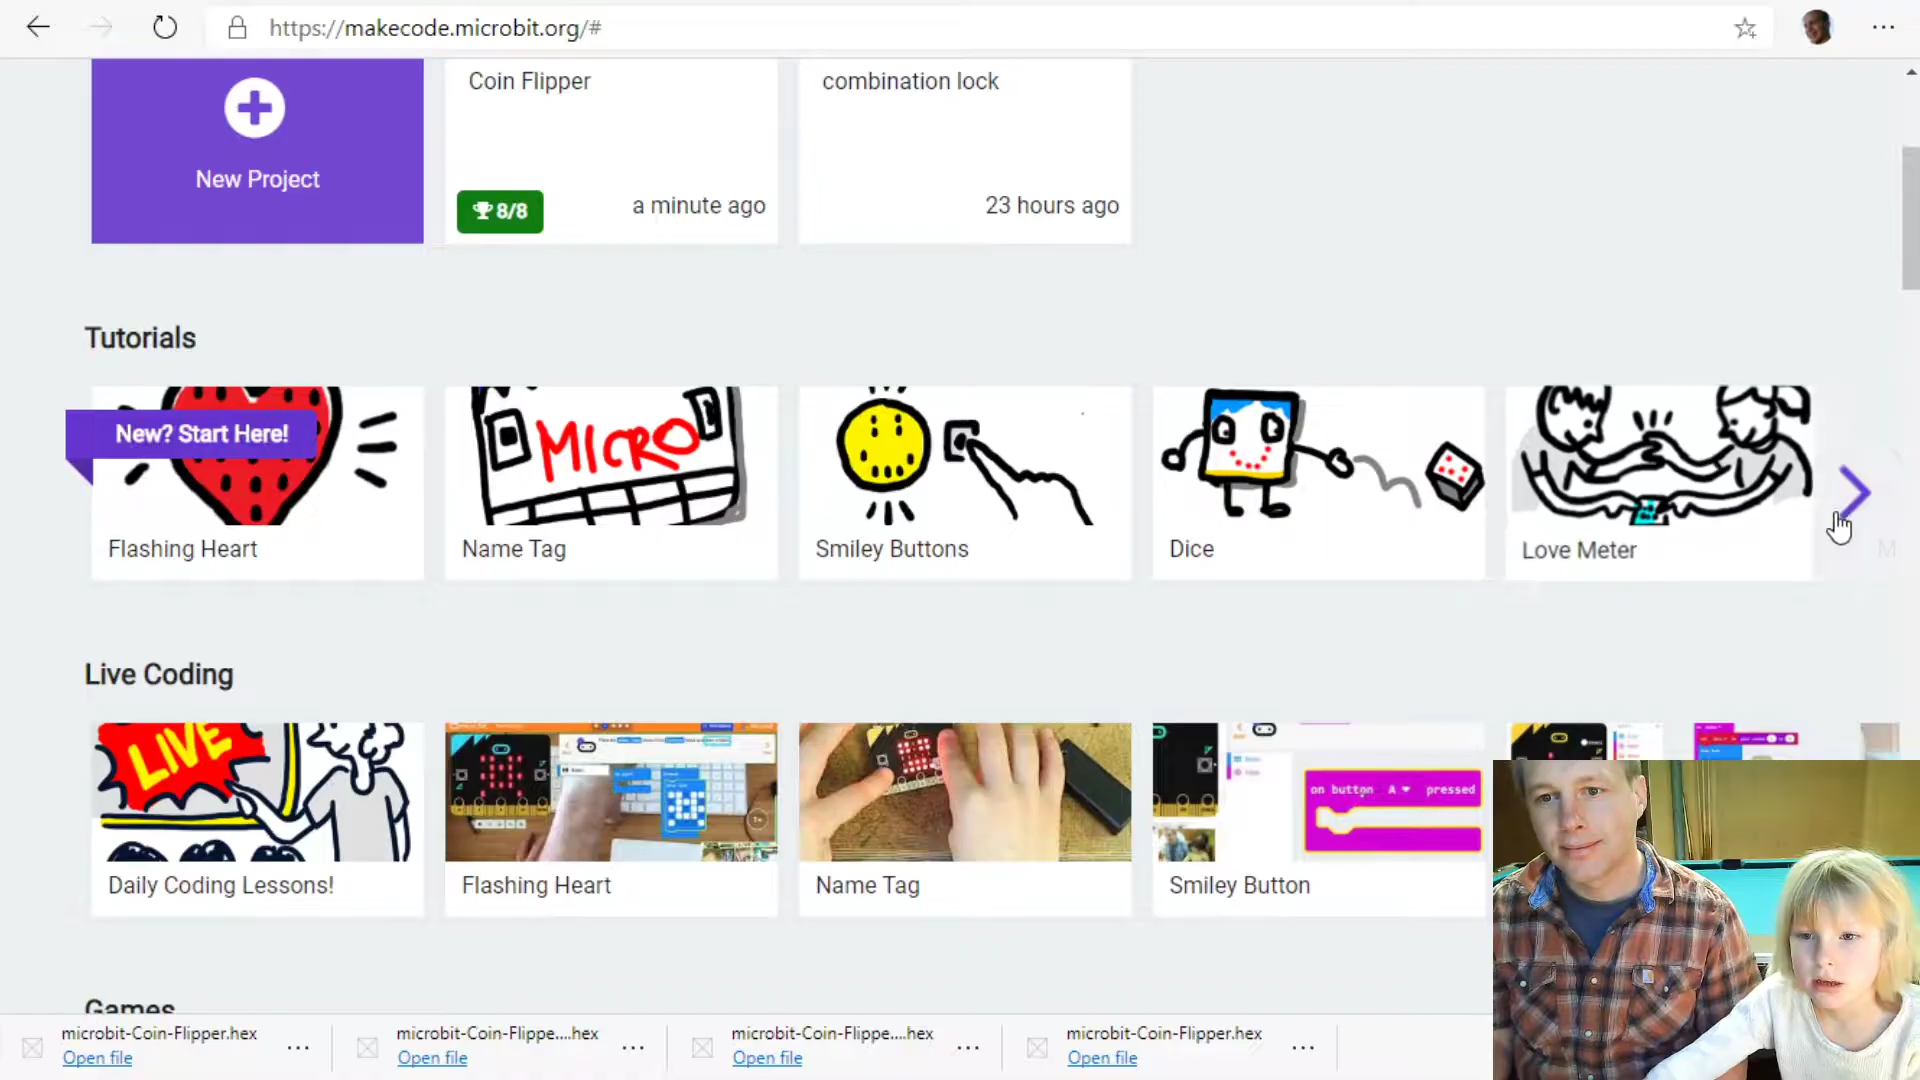 https://makecode.microbit.org/#
Coin Flipper
combination lock
New Project
8/8
a minute ago
23 hours ago
Tutorials
New? Start Here!
MICRO
Flashing Heart
Name Tag
Smiley Buttons
Dice
Love Meter
M
Live Coding
LIVE
on button A pressed
Daily Coding Lessons!
Flashing Heart
Name Tag
Smiley Button
Games
microbit-Coin-Flipper.hex
Open file
microbit-Coin-Flippe....hex
Open file
microbit-Coin-Flippe....hex
Open file
microbit-Coin-Flipper.hex
Open file